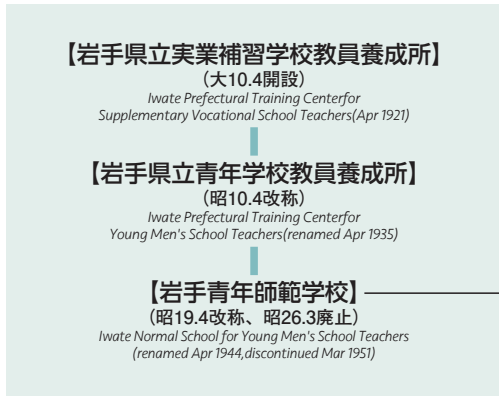 【岩手県立実業補習学校教員養成所】
（大10.4開設）
Iwate Prefectural Training Centerfor
Supplementary Vocational School Teachers(Apr 1921)
【岩手県立青年学校教員養成所】
（昭10.4改称）
Iwate Prefectural Training Centerfor
Young Men's School Teachers(renamed Apr 1935)
【岩手青年師範学校】
（昭19.4改称、昭26.3廃止）
Iwate Normal School for Young Men's School Teachers
(renamed Apr 1944,discontinued Mar 1951)